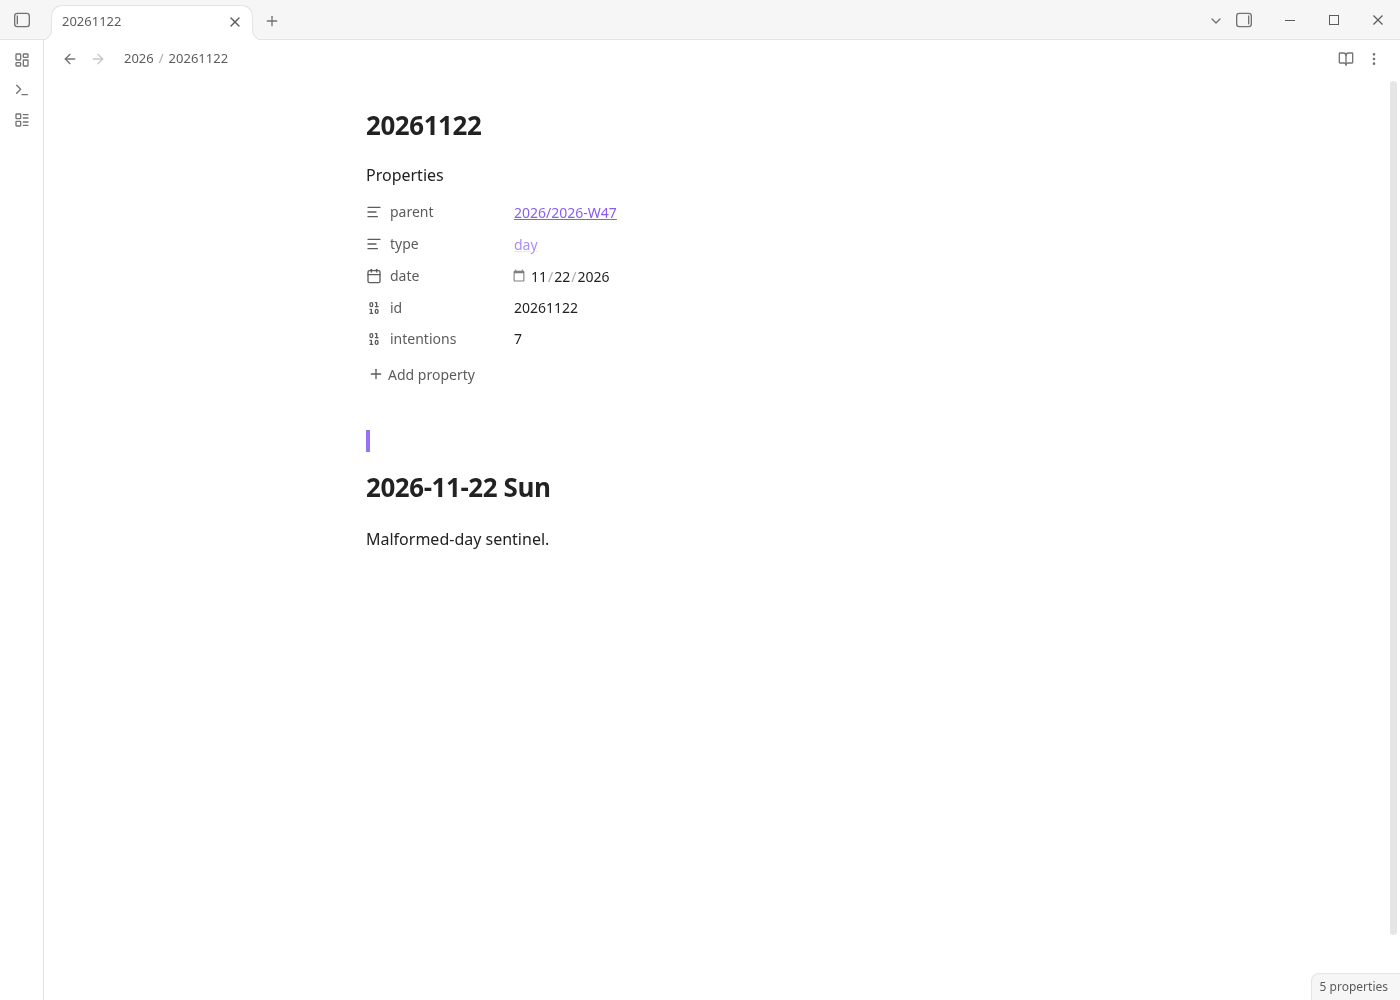 20261122
2026 / 20261122
20261122
Properties
parent 2026/2026-W47
type day
date 11/22/2026
id 20261122
intentions 7
Add property
2026-11-22 Sun
Malformed-day sentinel.
5 properties